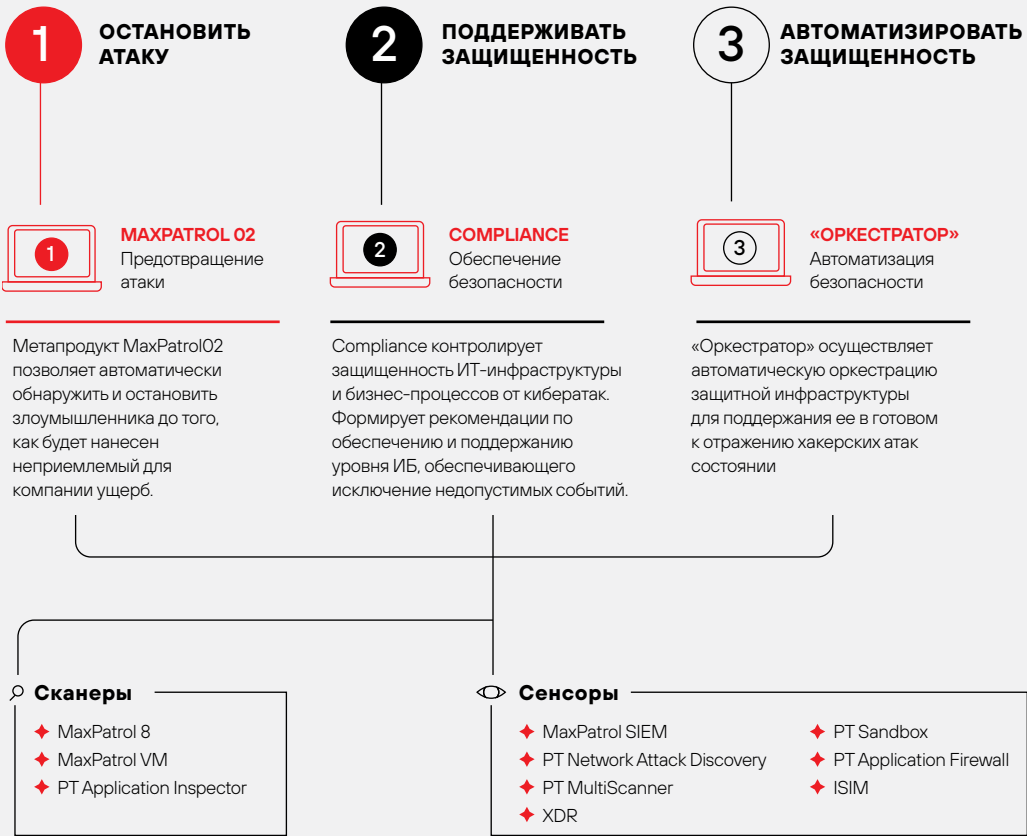 1
ОСТАНОВИТЬ
АТАКУ
2
ПОДДЕРЖИВАТЬ
ЗАЩИЩЕННОСТЬ
3
АВТОМАТИЗИРОВАТЬ
ЗАЩИЩЕННОСТЬ
1
MAXPATROL 02
Предотвращение
атаки
2
COMPLIANCE
Обеспечение
безопасности
3
«ОРКЕСТРАТОР»
Автоматизация
безопасности
Метапродукт MaxPatrol02
позволяет автоматически
обнаружить и остановить
злоумышленника до того,
как будет нанесен
неприемлемый для
компании ущерб.
Compliance контролирует
защищенность ИТ-инфраструктуры
и бизнес-процессов от кибератак.
Формирует рекомендации по
обеспечению и поддержанию
уровня ИБ, обеспечивающего
исключение недопустимых событий.
«Оркестратор» осуществляет
автоматическую оркестрацию
защитной инфраструктуры
для поддержания ее в готовом
к отражению хакерских атак
состоянии
Сканеры
MaxPatrol 8
MaxPatrol VM
PT Application Inspector
Сенсоры
MaxPatrol SIEM
PT Network Attack Discovery
PT MultiScanner
XDR
PT Sandbox
PT Application Firewall
ISIM